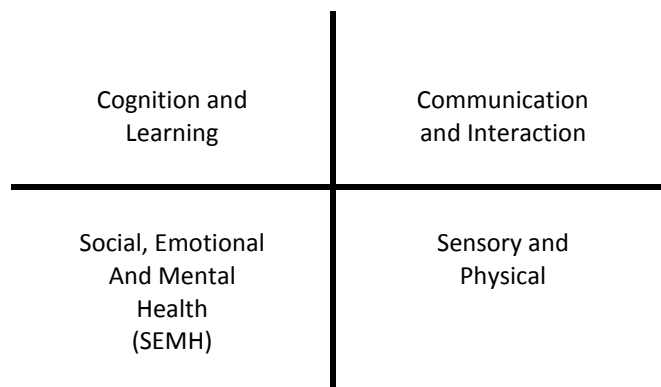 Cognition and
Learning
Communication
and Interaction
Social, Emotional
And Mental
Health
(SEMH)
Sensory and
Physical